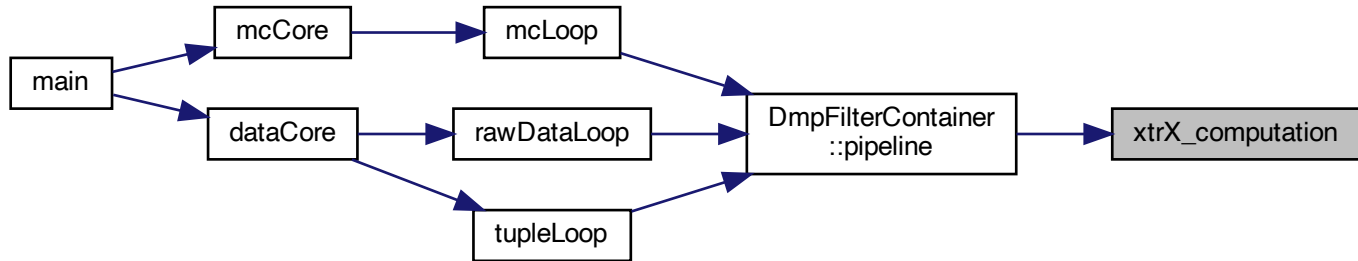 main
mcCore
mcLoop
dataCore
rawDataLoop
tupleLoop
DmpFilterContainer
::pipeline
xtrX_computation